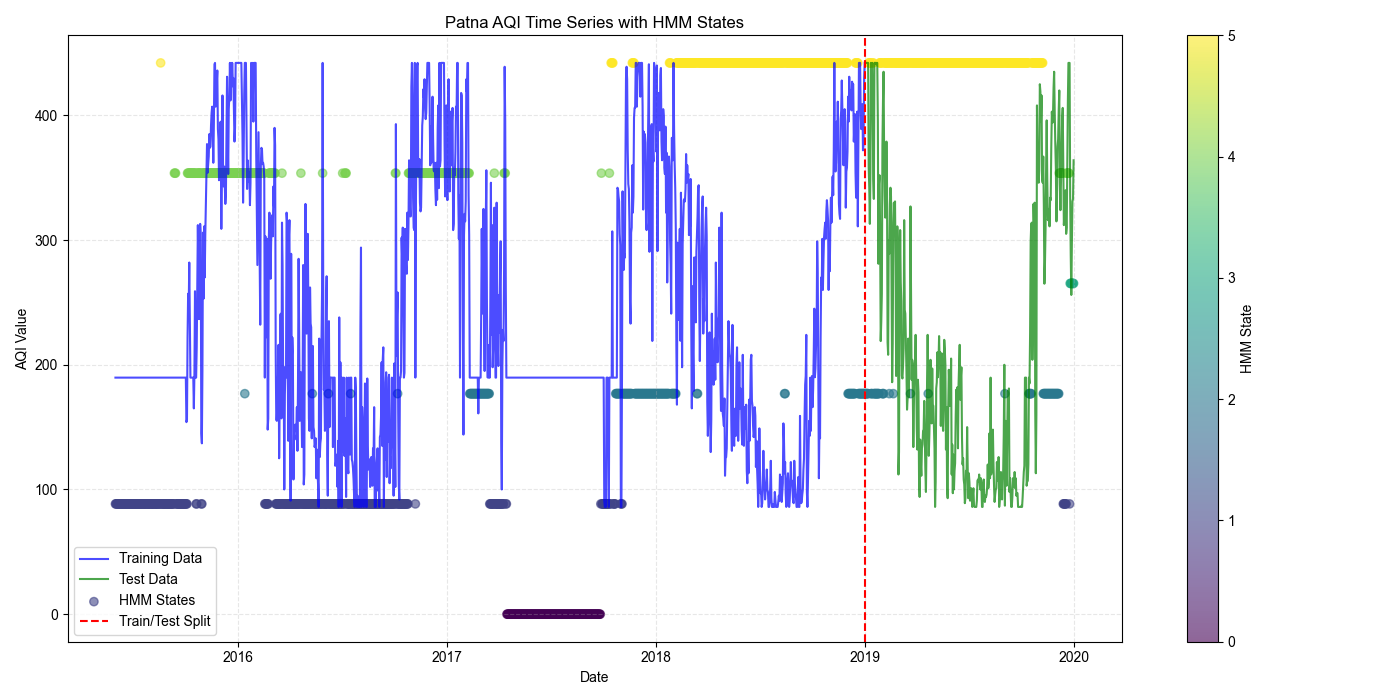 Patna AQI Time Series with HMM States
AQI Value
400
300
200
100
0
Training Data
Test Data
HMM States
Train/Test Split
2016
2017
2018
2019
2020
Date
5
4
3
2
1
0
HMM State